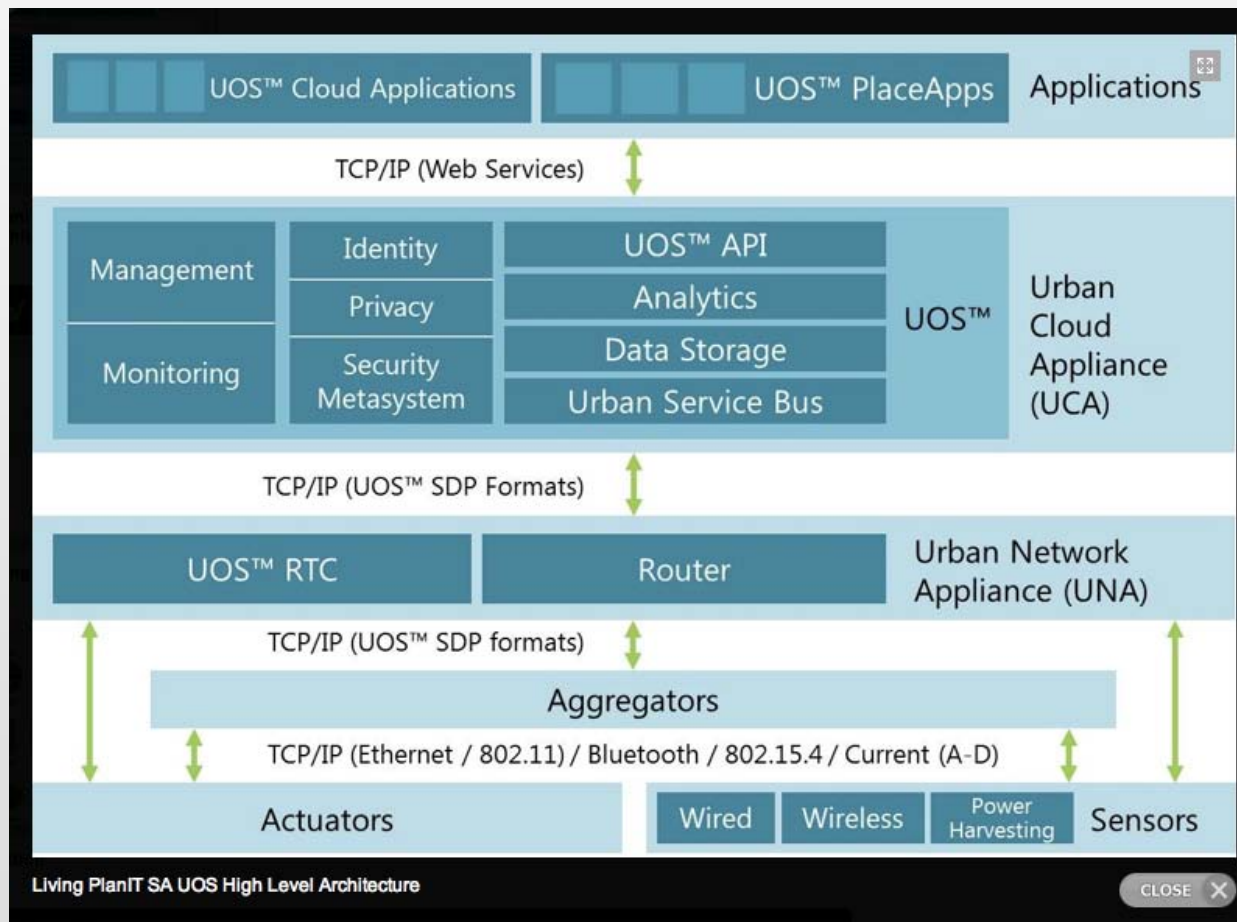 UOS™ Cloud Applications
UOS™ PlaceApps
Applications
TCP/IP (Web Services)
Management
Monitoring
Identity
Privacy
Security
Metasystem
UOS™ API
Analytics
Data Storage
Urban Service Bus
UOS™
Urban
Cloud
Appliance
(UCA)
TCP/IP (UOS™ SDP Formats)
UOS™ RTC
Router
Urban Network
Appliance (UNA)
TCP/IP (UOS™ SDP formats)
Aggregators
TCP/IP (Ethernet / 802.11) / Bluetooth / 802.15.4 / Current (A-D)
Actuators
Wired
Wireless
Power
Harvesting
Sensors
Living PlanIT SA UOS High Level Architecture
CLOSE X